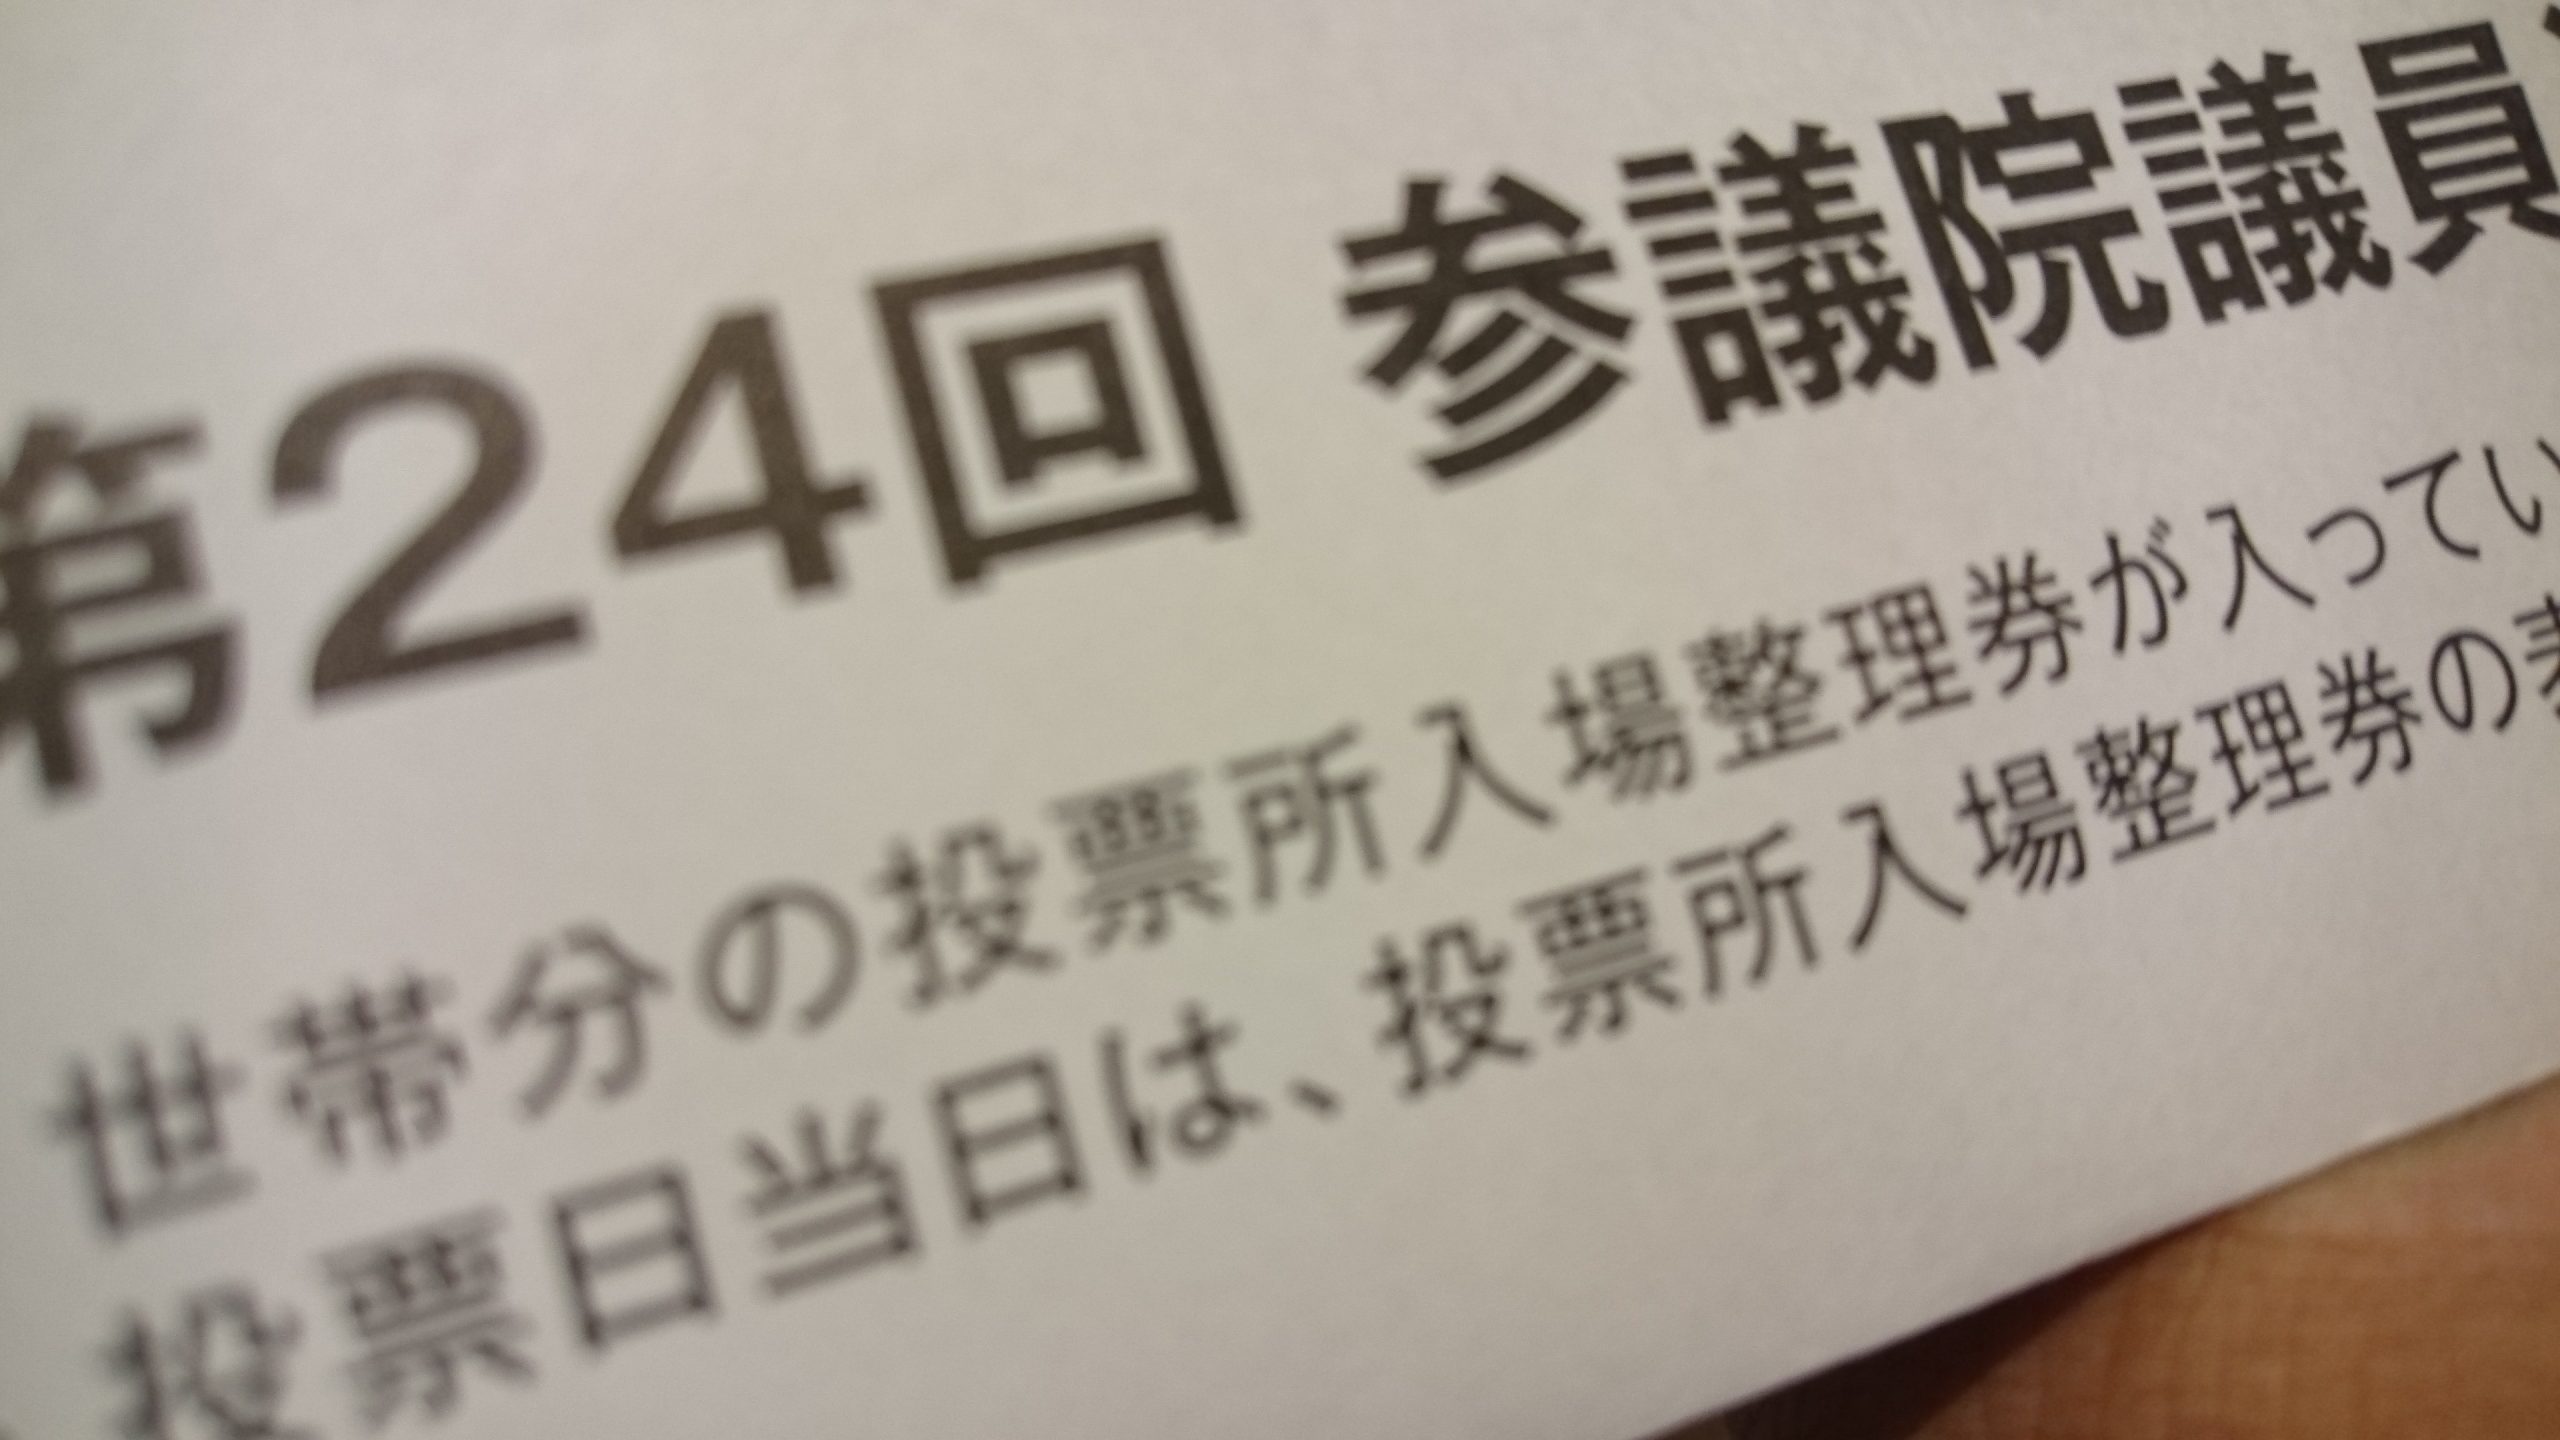 第24回 参議院議員
世帯分の投票所入場整理券が入ってい
投票日当日は、投票所入場整理券の